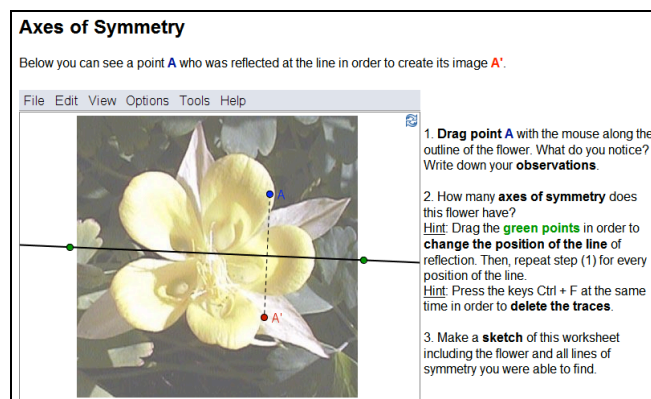 Axes of Symmetry
Below you can see a point A who was reflected at the line in order to create its image A'.
File Edit View Options Tools Help
A
A'
1. Drag point A with the mouse along the
outline of the flower. What do you notice?
Write down your observations.
2. How many axes of symmetry does
this flower have?
Hint: Drag the green points in order to
change the position of the line of
reflection. Then, repeat step (1) for every
position of the line.
Hint: Press the keys Ctrl + F at the same
time in order to delete the traces.
3. Make a sketch of this worksheet
including the flower and all lines of
symmetry you were able to find.